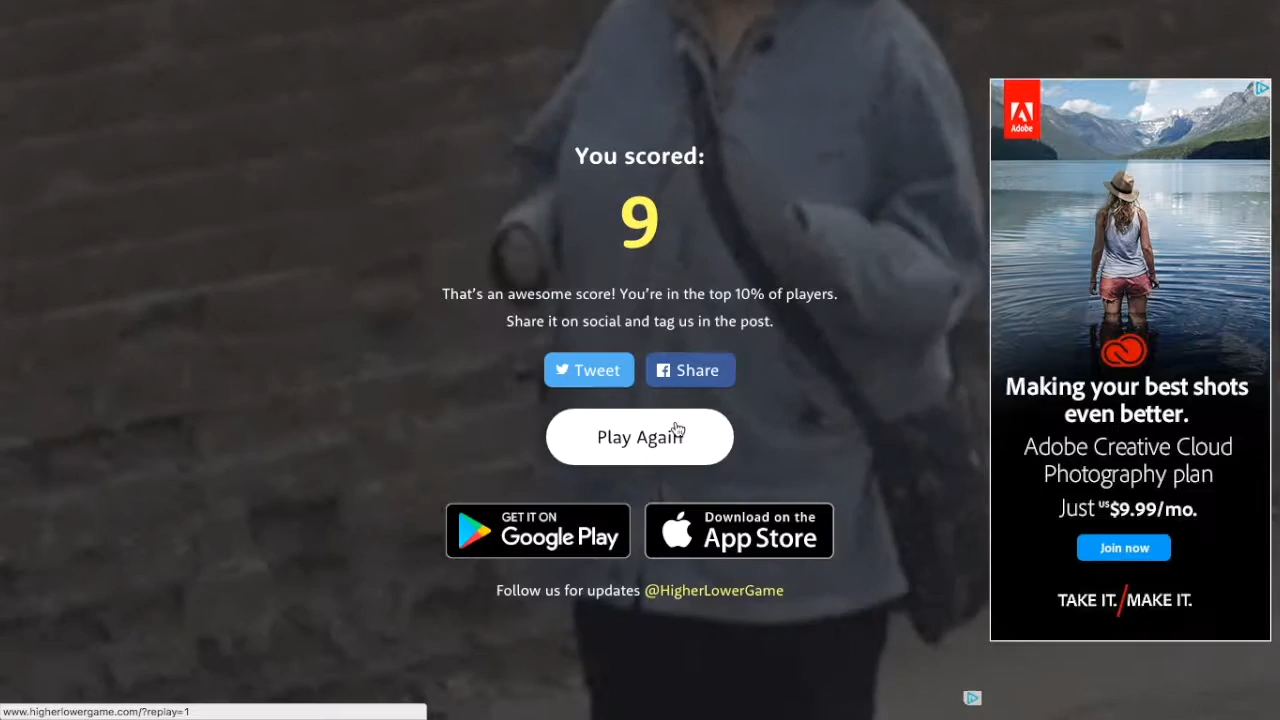 You scored:
9
That's an awesome score! You're in the top 10% of players.
Share it on social and tag us in the post.
Tweet
Share
Play Again
GET IT ON
Google Play
Download on the
App Store
Follow us for updates @HigherLowerGame
www.higherlowergame.com/?replay=1
Adobe
Making your best shots
even better.
Adobe Creative Cloud
Photography plan
Just US$9.99/mo.
Join now
TAKE IT./MAKE IT.